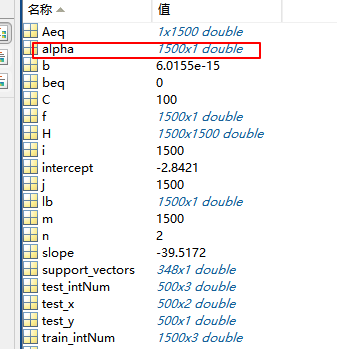 名称 值
Aeq 1x1500 double
alpha 1500x1 double
b 6.0155e-15
beq 0
C 100
f 1500x1 double
H 1500x1500 double
i 1500
intercept -2.8421
j 1500
lb 1500x1 double
m 1500
n 2
slope -39.5172
support_vectors 348x1 double
test_intNum 500x3 double
test_x 500x2 double
test_y 500x1 double
train_intNum 1500x3 double